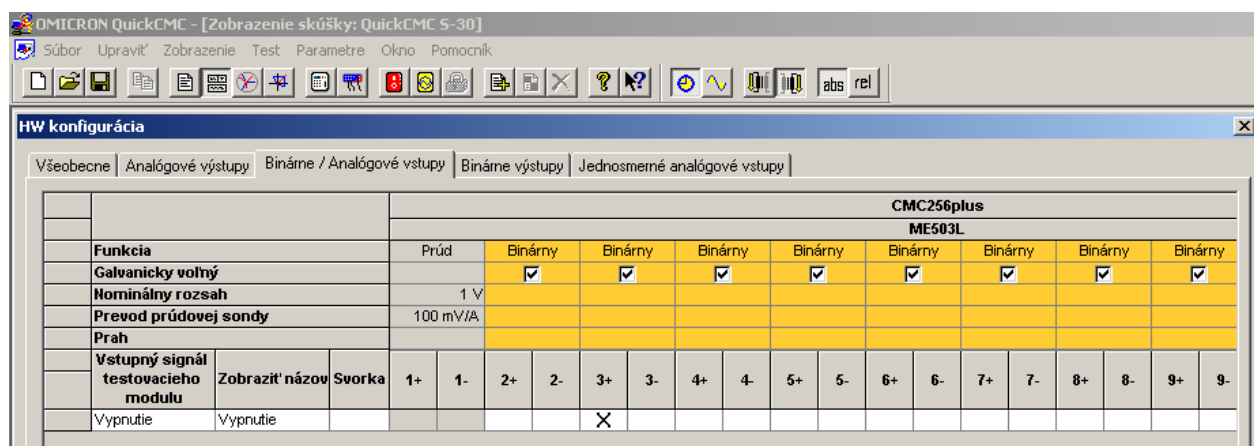 OMICRON QuickCMC - [Zobrazenie skúšky: QuickCMC S-30]
Súbor Upraviť Zobrazenie Test Parametre Okno Pomocník
abs rel
HW konfigurácia
Všeobecne Analógové výstupy Binárne / Analógové vstupy Binárne výstupy Jednosmerné analógové vstupy
CMC256plus
ME503L
Funkcia Prúd Binárny Binárny Binárny Binárny Binárny Binárny Binárny Binárny
Galvanicky voľný
Nominálny rozsah 1 V
Prevod prúdovej sondy 100 mV/A
Prah
Vstupný signál
testovacieho Zobraziť názov Svorka 1+ 1- 2+ 2- 3+ 3- 4+ 4- 5+ 5- 6+ 6- 7+ 7- 8+ 8- 9+ 9-
modulu
Vypnutie Vypnutie X